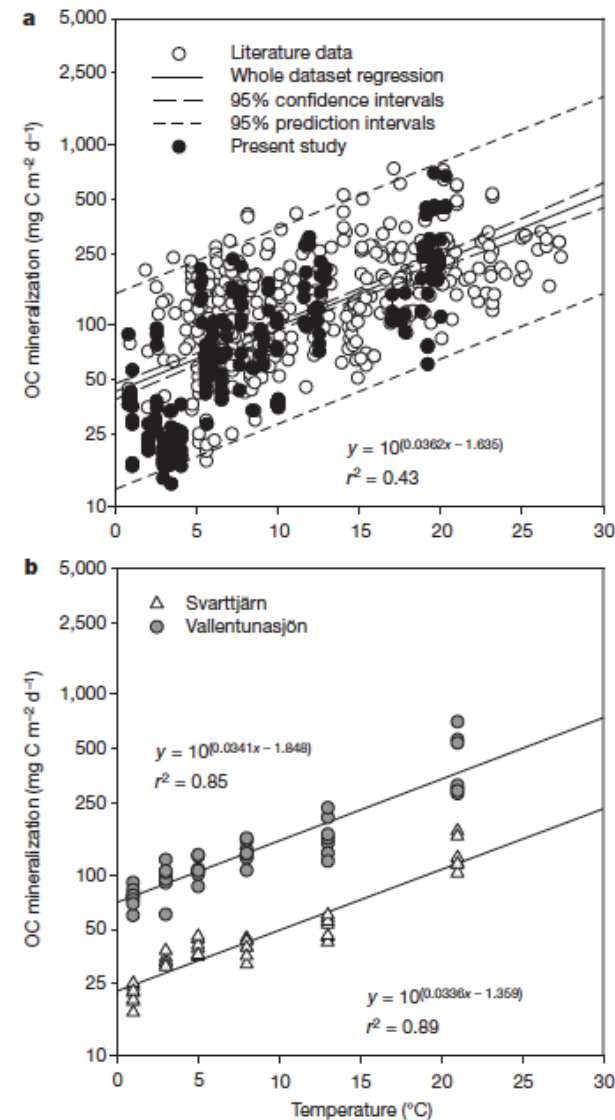 a
5,000
2,500
1,000
500
250
100
50
25
10
OC mineralization (mg C m⁻² d⁻¹)
Literature data
Whole dataset regression
95% confidence intervals
95% prediction intervals
Present study
y = 10^(0.0362x – 1.635)
r² = 0.43
0 5 10 15 20 25 30
b
5,000
2,500
1,000
500
250
100
50
25
10
OC mineralization (mg C m⁻² d⁻¹)
Svarttjärn
Vallentunasjön
y = 10^(0.0341x – 1.848)
r² = 0.85
y = 10^(0.0336x – 1.359)
r² = 0.89
0 5 10 15 20 25 30
Temperature (°C)